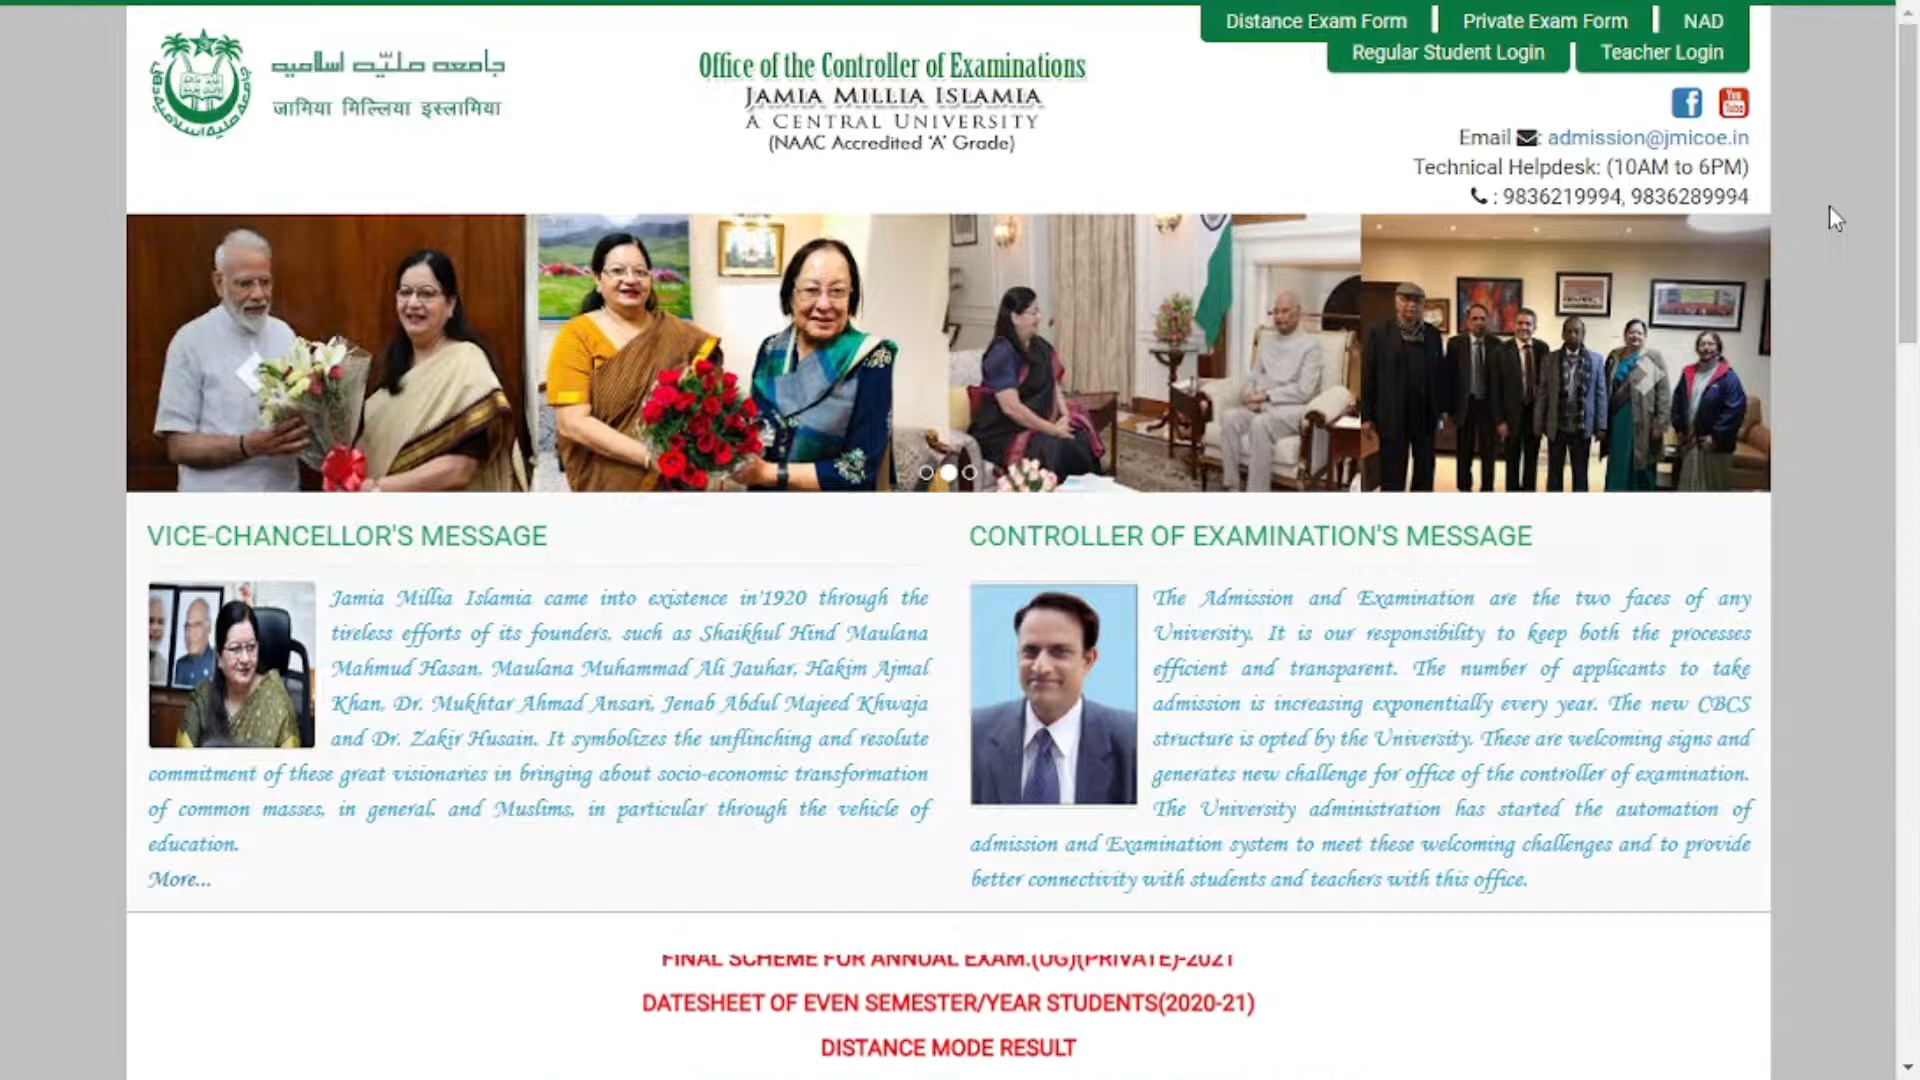 Distance Exam Form
Private Exam Form
NAD
Regular Student Login
Teacher Login
جامعه ملّیّه اسلامیه
जामिया मिल्लिया इस्लामिया
Office of the Controller of Examinations
JAMIA MILLIA ISLAMIA
A CENTRAL UNIVERSITY
(NAAC Accredited ‘A’ Grade)
You
Tube
Email : admission@jmicoe.in
Technical Helpdesk: (10AM to 6PM)
: 9836219994, 9836289994
VICE-CHANCELLOR'S MESSAGE
Jamia Millia Islamia came into existence in'1920 through the
tireless efforts of its founders, such as Shaikhul Hind Maulana
Mahmud Hasan, Maulana Muhammad Ali Jauhar, Hakim Ajmal
Khan, Dr. Mukhtar Ahmad Ansari, Jenab Abdul Majeed Khwaja
and Dr. Zakir Husain. It symbolizes the unflinching and resolute
commitment of these great visionaries in bringing about socio-economic transformation
of common masses, in general, and Muslims, in particular through the vehicle of
education.
More...
CONTROLLER OF EXAMINATION'S MESSAGE
The Admission and Examination are the two faces of any
University. It is our responsibility to keep both the processes
efficient and transparent. The number of applicants to take
admission is increasing exponentially every year. The new CBCS
structure is opted by the University. These are welcoming signs and
generates new challenge for office of the controller of examination.
The University administration has started the automation of
admission and Examination system to meet these welcoming challenges and to provide
better connectivity with students and teachers with this office.
FINAL SCHEME FOR ANNUAL EXAM.(UG)(PRIVATE)-2021
DATESHEET OF EVEN SEMESTER/YEAR STUDENTS(2020-21)
DISTANCE MODE RESULT